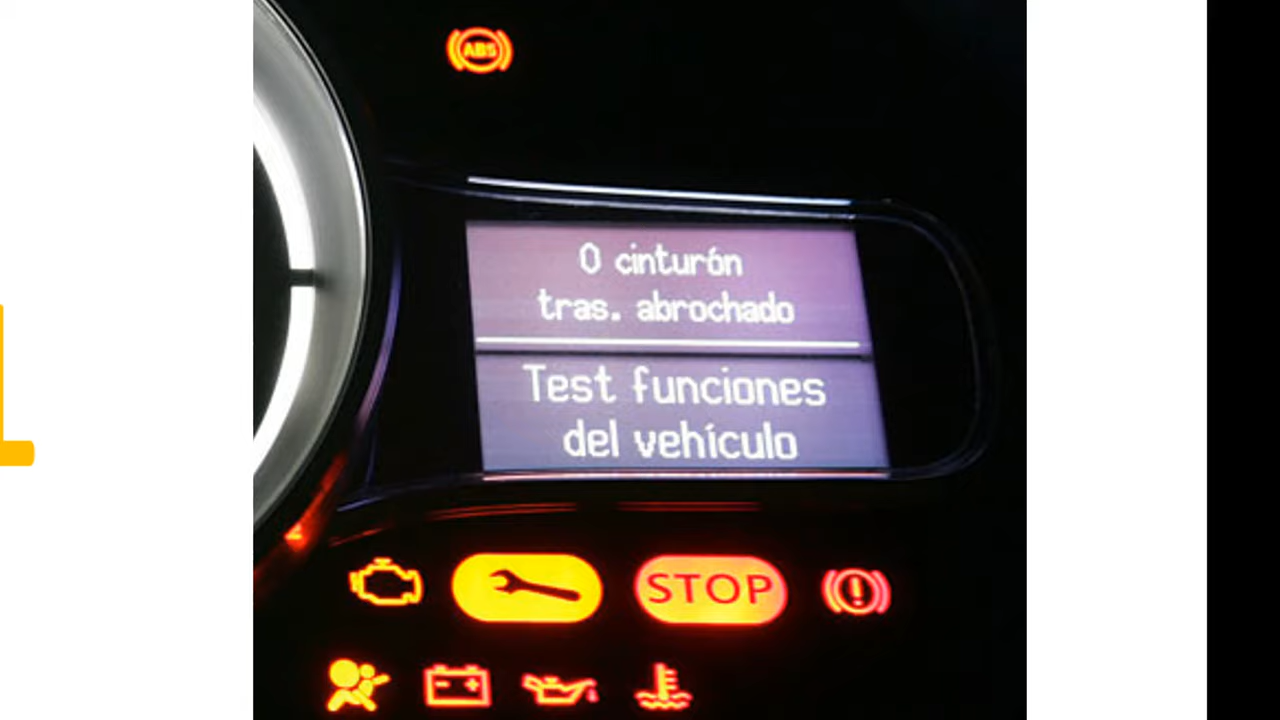 ABS
0 cinturón
tras. abrochado
Test funciones
del vehículo
STOP